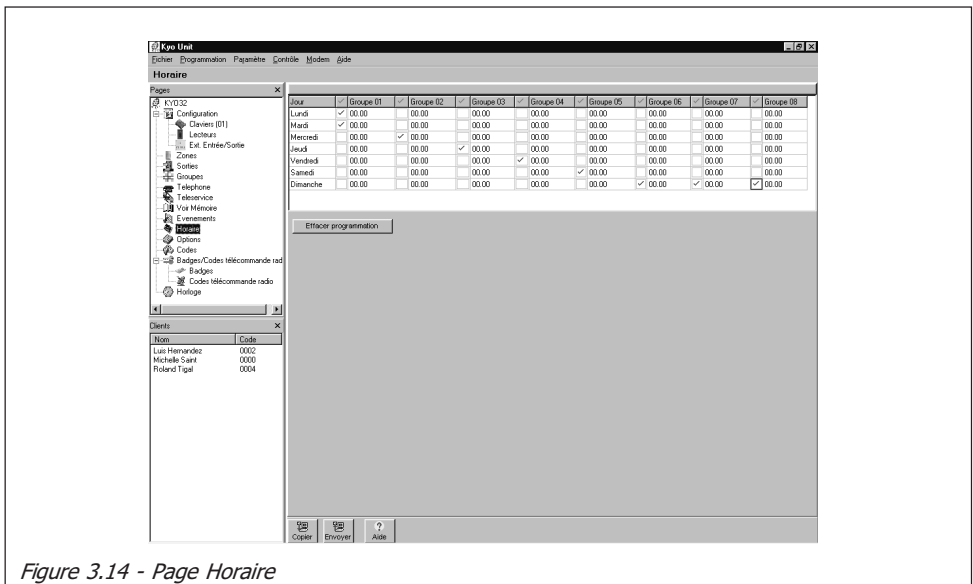 Kyo Unit
Fichier Programmation Paramètre Contrôle Modem Aide
Horaire
Pages
KYO32
Configuration
Claviers (01)
Lecteurs
Ext. Entrée/Sortie
Zones
Sorties
Groupes
Telephone
Teleservice
Voir Mémoire
Evenements
Horaire
Options
Codes
Badges/Codes télécommande rad
Badges
Codes télécommande radio
Horloge
Clients
Nom Code
Luis Hernandez 0002
Michelle Saint 0000
Roland Tigal 0004
Jour Groupe 01 Groupe 02 Groupe 03 Groupe 04 Groupe 05 Groupe 06 Groupe 07 Groupe 08
Lundi 00.00 00.00 00.00 00.00 00.00 00.00 00.00 00.00
Mardi 00.00 00.00 00.00 00.00 00.00 00.00 00.00 00.00
Mercredi 00.00 00.00 00.00 00.00 00.00 00.00 00.00 00.00
Jeudi 00.00 00.00 00.00 00.00 00.00 00.00 00.00 00.00
Vendredi 00.00 00.00 00.00 00.00 00.00 00.00 00.00 00.00
Samedi 00.00 00.00 00.00 00.00 00.00 00.00 00.00 00.00
Dimanche 00.00 00.00 00.00 00.00 00.00 00.00 00.00 00.00
Effacer programmation
Copier Envoyer Aide
Figure 3.14 - Page Horaire